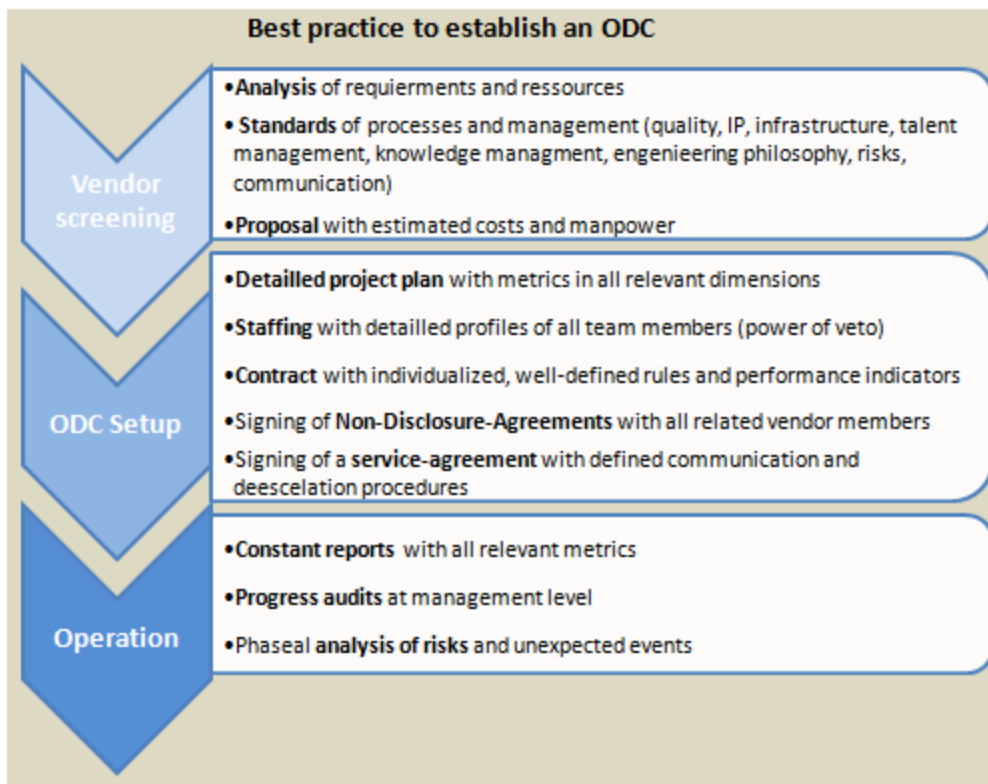 Best practice to establish an ODC
Vendor
screening
•Analysis of requierments and ressources
• Standards of processes and management (quality, IP, infrastructure, talent
management, knowledge managment, engenieering philosophy, risks,
communication)
•Proposal with estimated costs and manpower
ODC Setup
•Detailled project plan with metrics in all relevant dimensions
•Staffing with detailled profiles of all team members (power of veto)
•Contract with individualized, well-defined rules and performance indicators
•Signing of Non-Disclosure-Agreements with all related vendor members
•Signing of a service-agreement with defined communication and
deescelation procedures
Operation
•Constant reports with all relevant metrics
•Progress audits at management level
•Phaseal analysis of risks and unexpected events